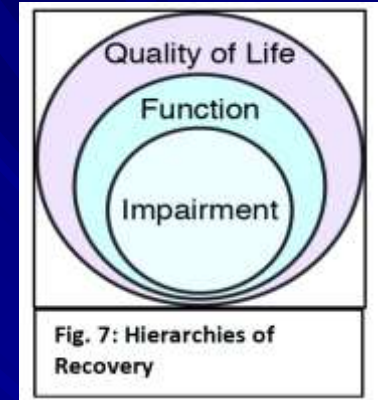 Quality of Life
Function
Impairment
Fig. 7: Hierarchies of
Recovery